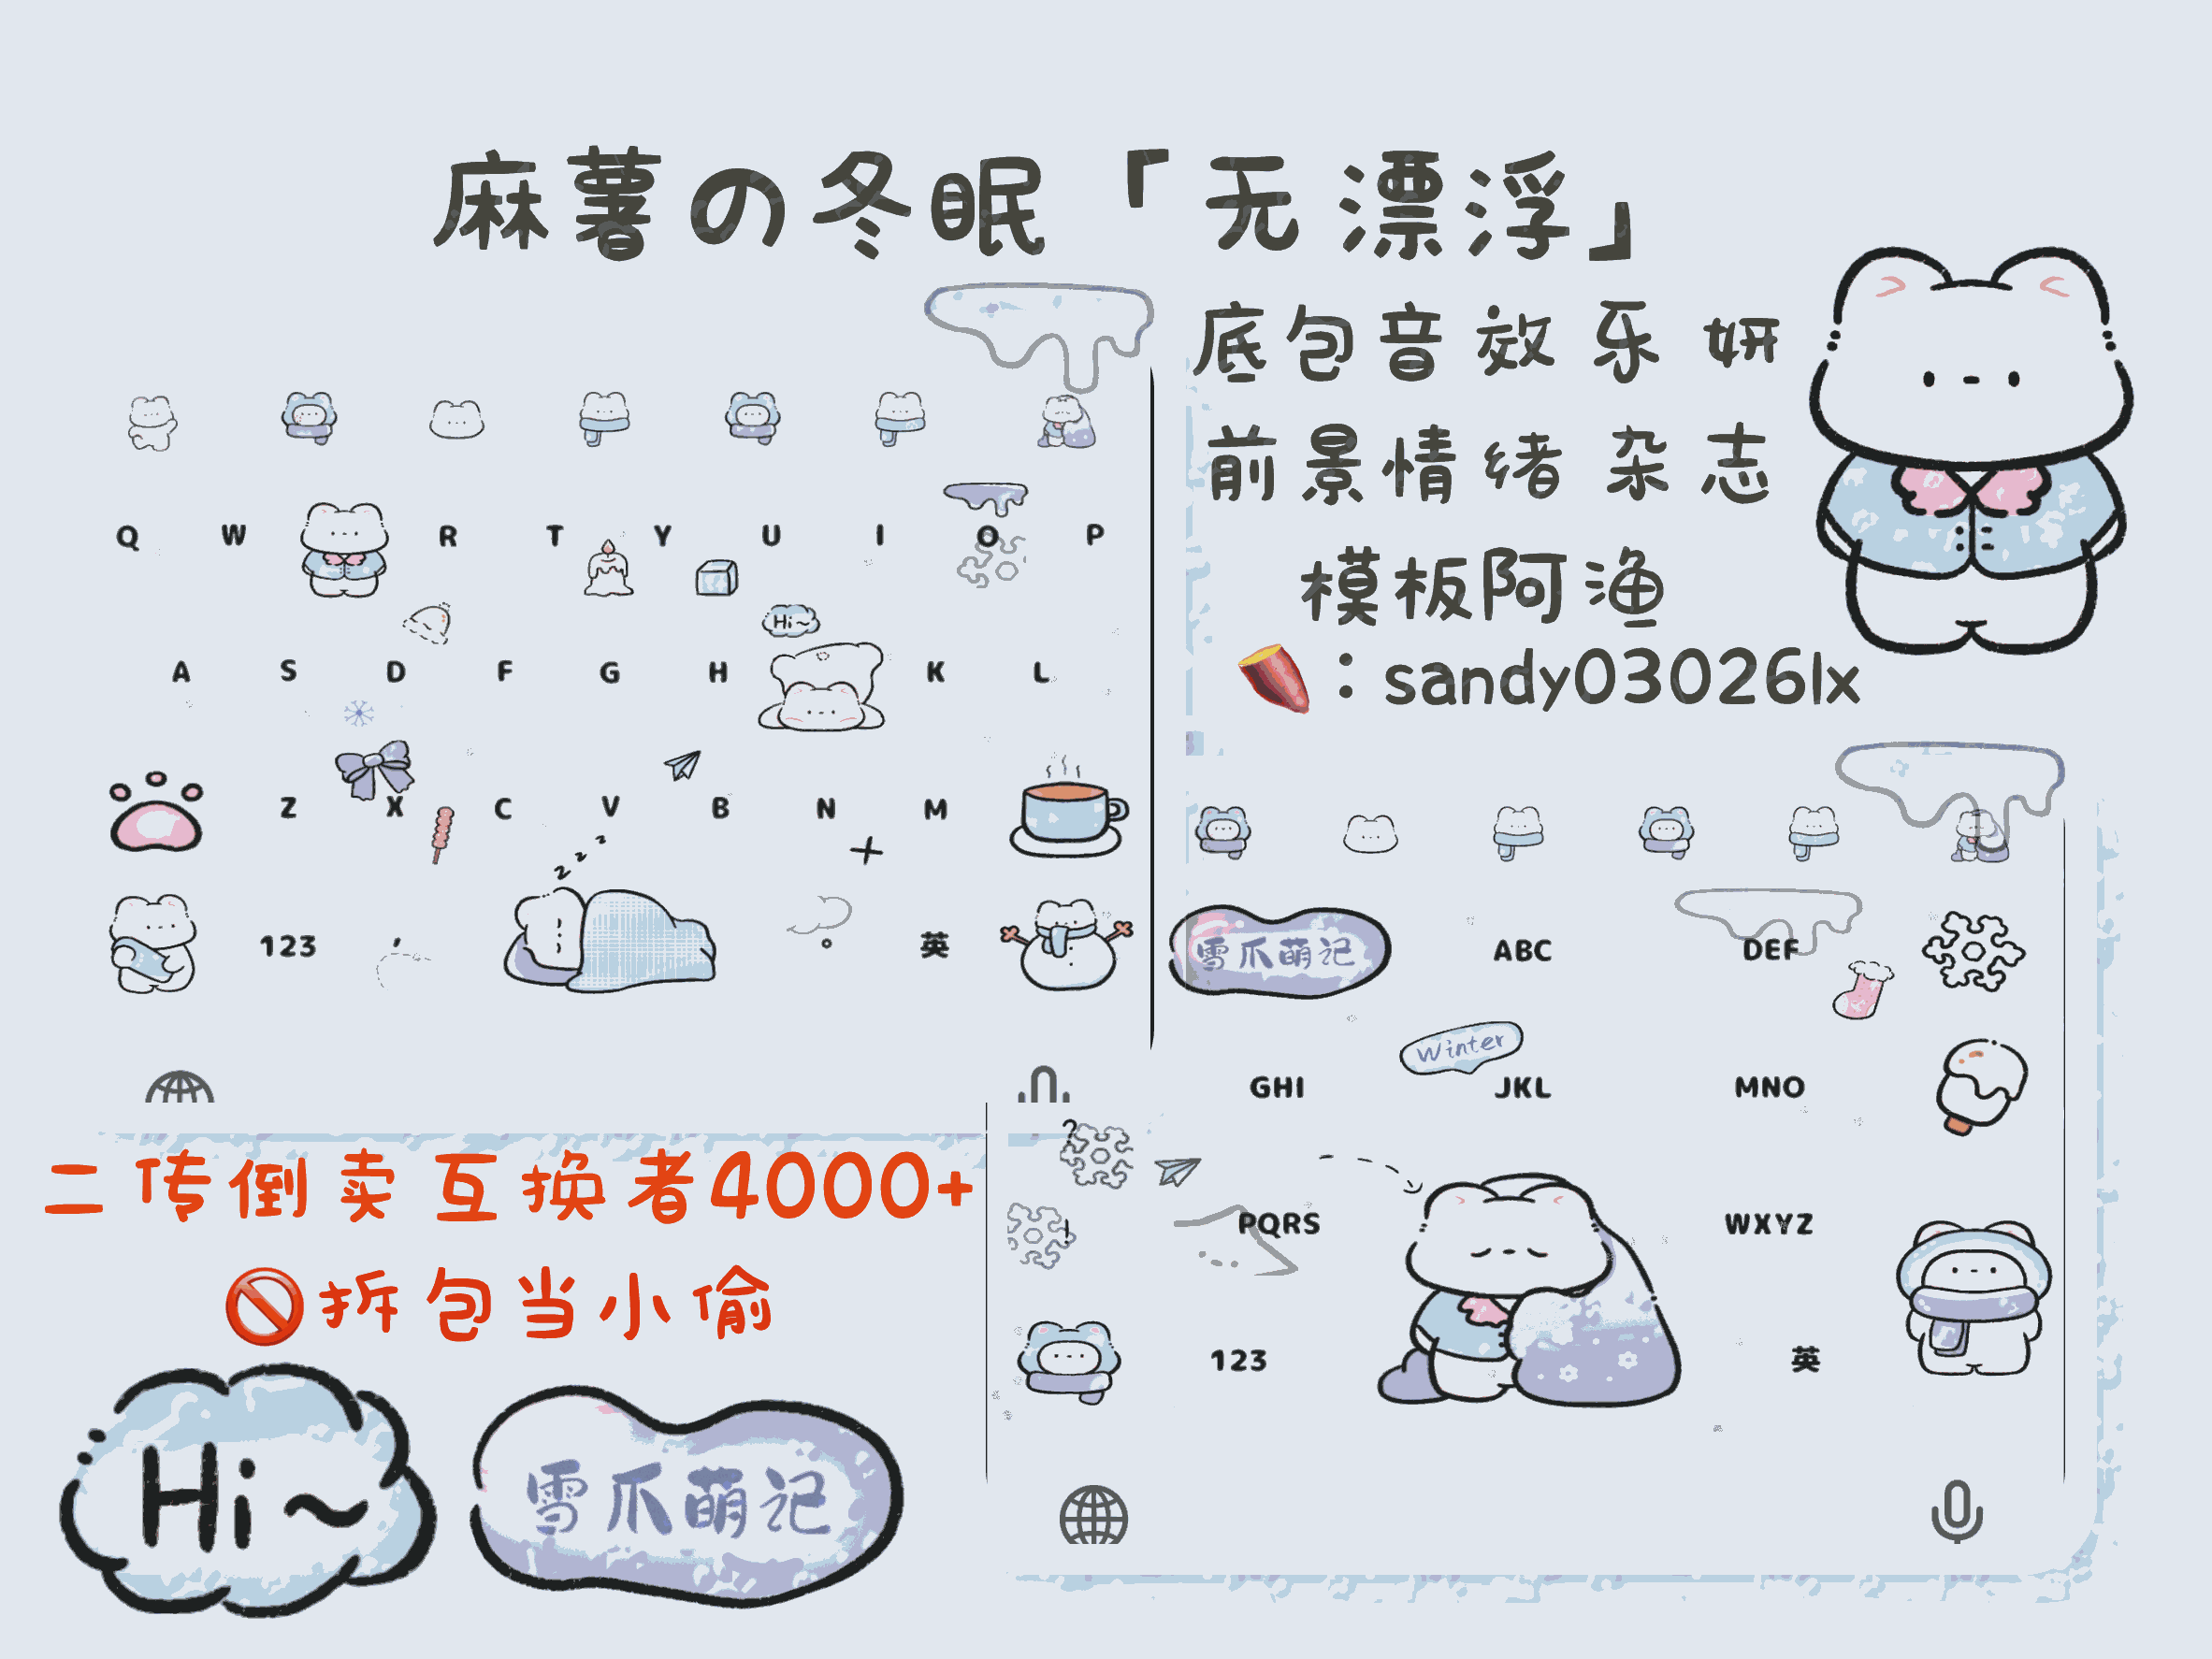 麻薯の冬眠「无漂浮」
底包音效乐妍
前景情绪杂志
模板阿渔
：sandy03026lx
Q W R T Y U I O P
Hi~
A S D F G H K L
Z X C V B N M
z z z
123 , 。 英
雪爪萌记 ABC DEF
Winter
GHI JKL MNO
?
! PQRS WXYZ
123 英
二传倒卖互换者4000+
拆包当小偷
Hi~
雪爪萌记